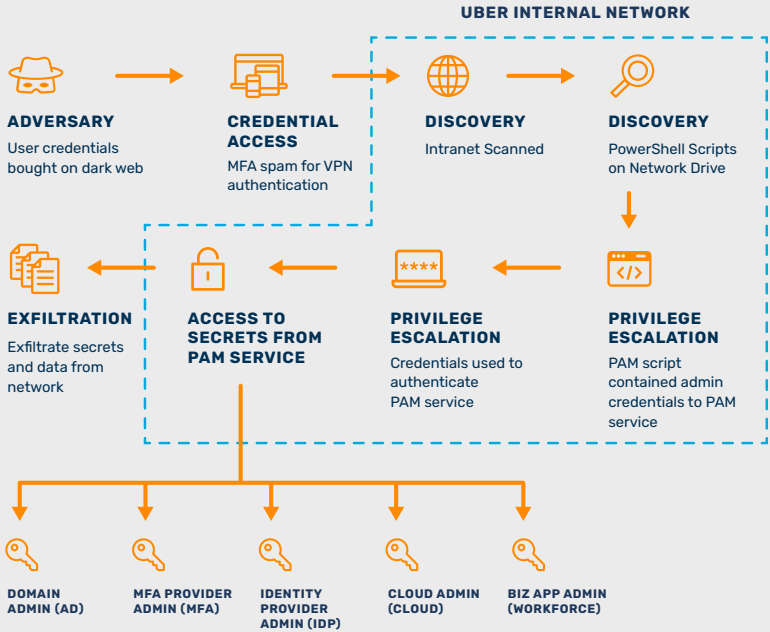 UBER INTERNAL NETWORK
ADVERSARY
User credentials
bought on dark web
CREDENTIAL
ACCESS
MFA spam for VPN
authentication
DISCOVERY
Intranet Scanned
DISCOVERY
PowerShell Scripts
on Network Drive
</>
PRIVILEGE
ESCALATION
PAM script
contained admin
credentials to PAM
service
****
PRIVILEGE
ESCALATION
Credentials used to
authenticate
PAM service
ACCESS TO
SECRETS FROM
PAM SERVICE
EXFILTRATION
Exfiltrate secrets
and data from
network
DOMAIN
ADMIN (AD)
MFA PROVIDER
ADMIN (MFA)
IDENTITY
PROVIDER
ADMIN (IDP)
CLOUD ADMIN
(CLOUD)
BIZ APP ADMIN
(WORKFORCE)